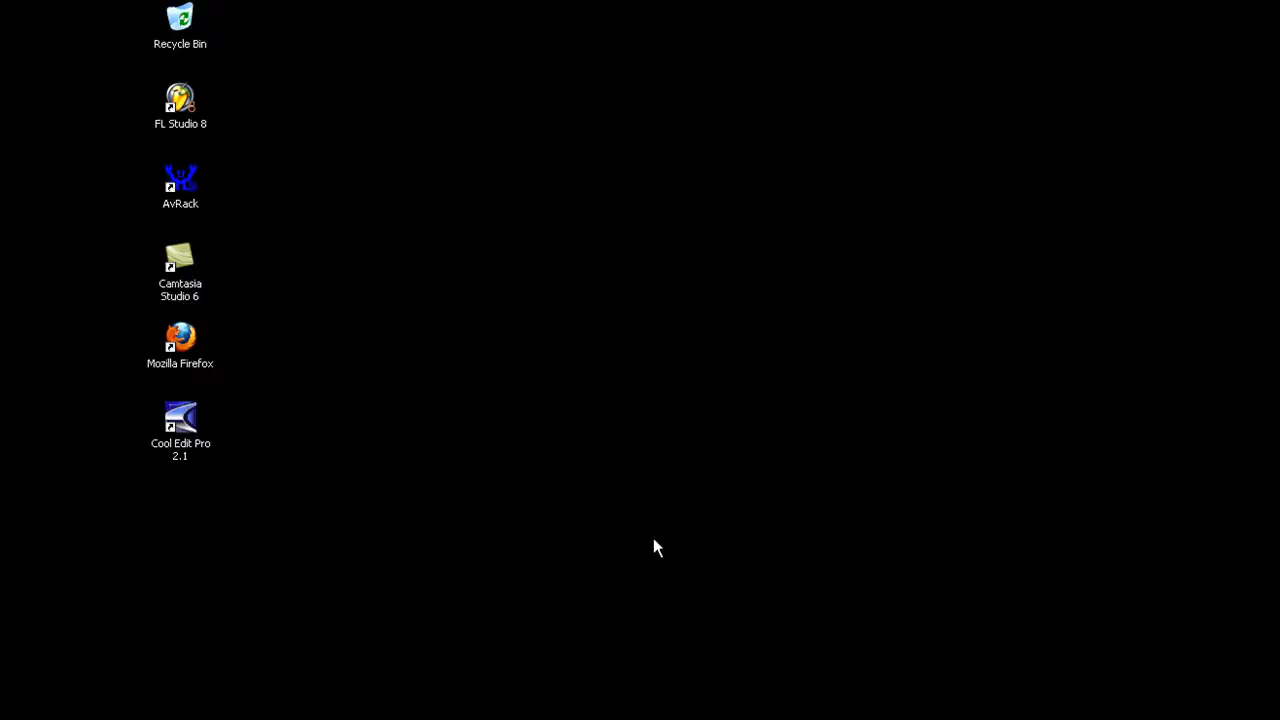 Recycle Bin
FL Studio 8
AvRack
Camtasia
Studio 6
Mozilla Firefox
Cool Edit Pro
2.1